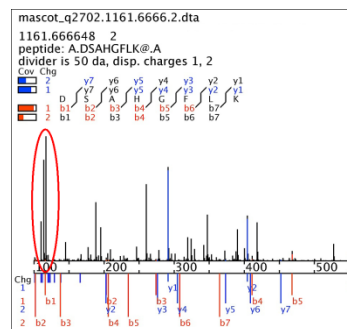 mascot_q2702.1161.6666.2.dta
1161.666648 2
peptide: A.DSAHGFLK@.A
divider is 50 da, disp. charges 1, 2
Cov Chg
2 y7 y6 y5 y4 y3 y2 y1
1 y7 y6 y5 y4 y3 y2 y1
D S A H G F L K
1 b1 b2 b3 b4 b5 b6 b7
2 b1 b2 b3 b4 b5 b6 b7
Chg 100 200 300 400 500
1 y1 y2
1 b1 b2 b3 b4 b5
2 y2 y3 y4 y5 y6 y7
2 b2 b3 b4 b5 b6 b7